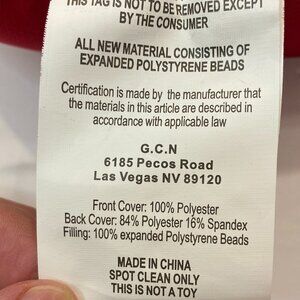 THIS TAG IS NOT TO BE REMOVED EXCEPT
BY THE CONSUMER
ALL NEW MATERIAL CONSISTING OF
EXPANDED POLYSTYRENE BEADS
Certification is made by the manufacturer that
the materials in this article are described in
accordance with applicable law
G.C.N
6185 Pecos Road
Las Vegas NV 89120
Front Cover: 100% Polyester
Back Cover: 84% Polyester 16% Spandex
Filling: 100% expanded Polystyrene Beads
MADE IN CHINA
SPOT CLEAN ONLY
THIS IS NOT A TOY